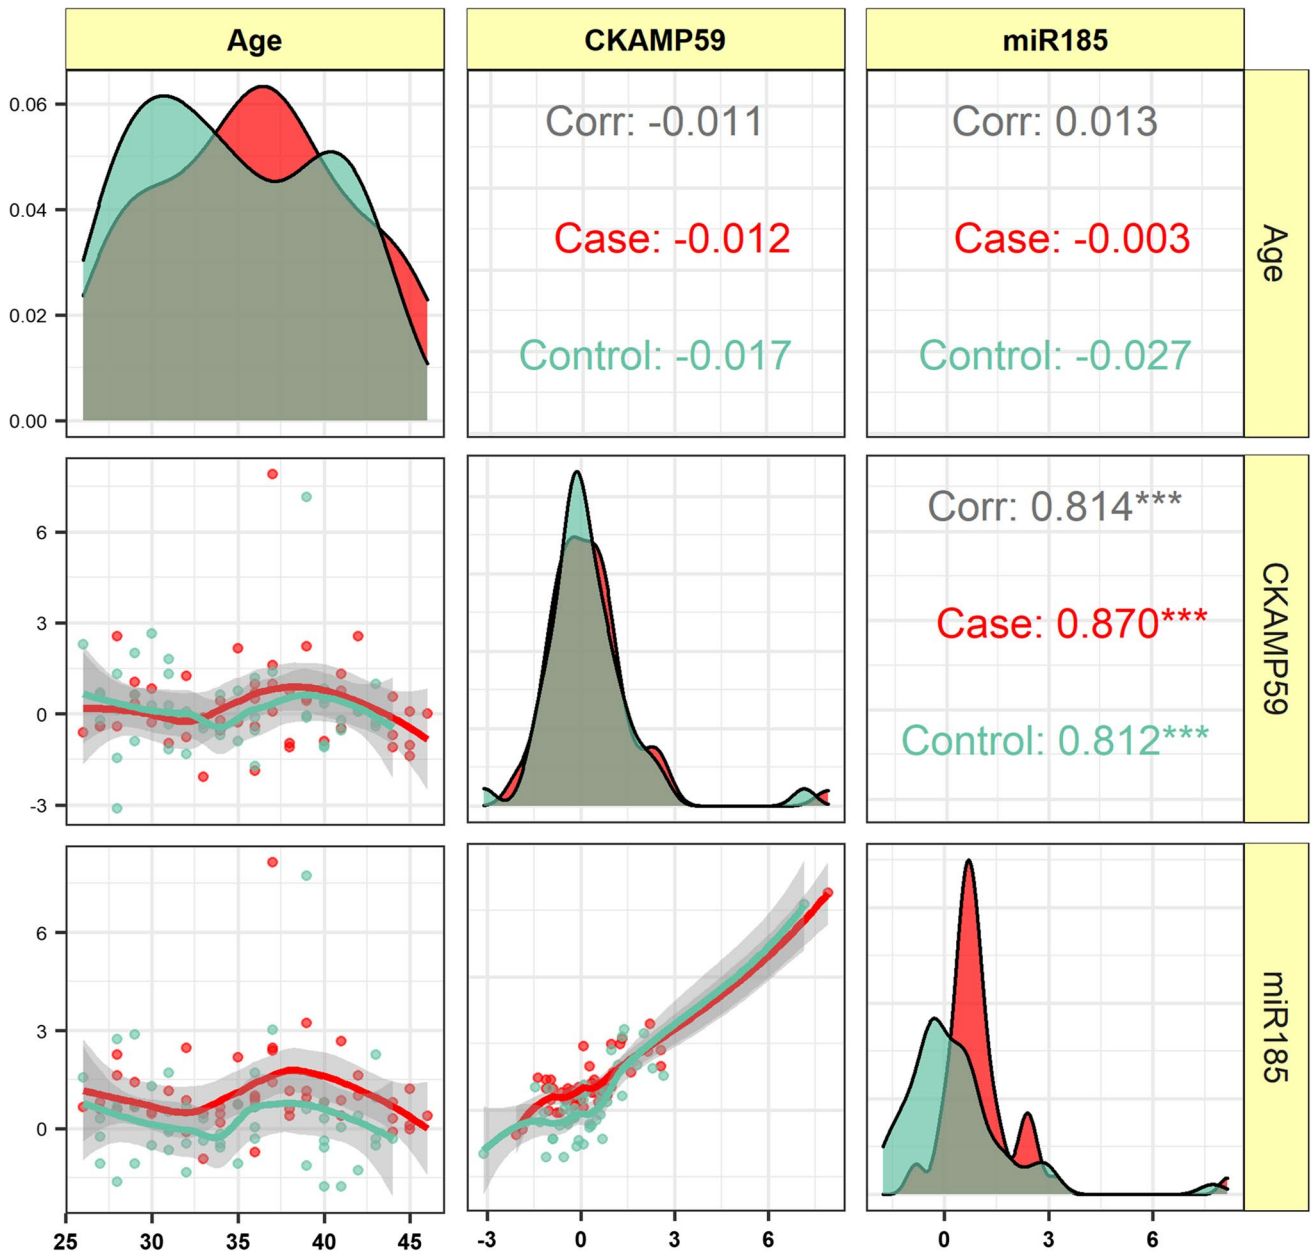 Age
CKAMP59
miR185
0.06
0.04
0.02
0.00
Corr: -0.011
Case: -0.012
Control: -0.017
Corr: 0.013
Case: -0.003
Control: -0.027
Age
6
3
0
-3
Corr: 0.814***
Case: 0.870***
Control: 0.812***
CKAMP59
6
3
0
miR185
25 30 35 40 45
-3 0 3 6
0 3 6